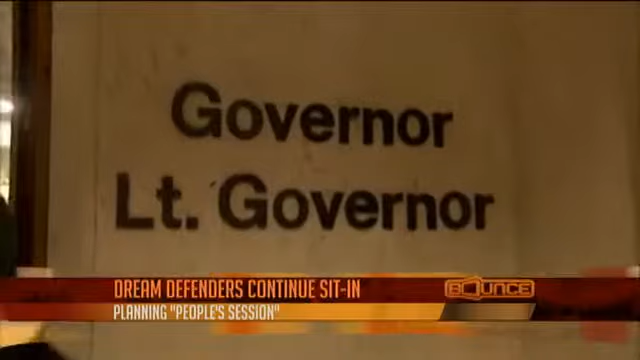 Governor
Lt. Governor
DREAM DEFENDERS CONTINUE SIT-IN
BOUNCE
PLANNING "PEOPLE'S SESSION"